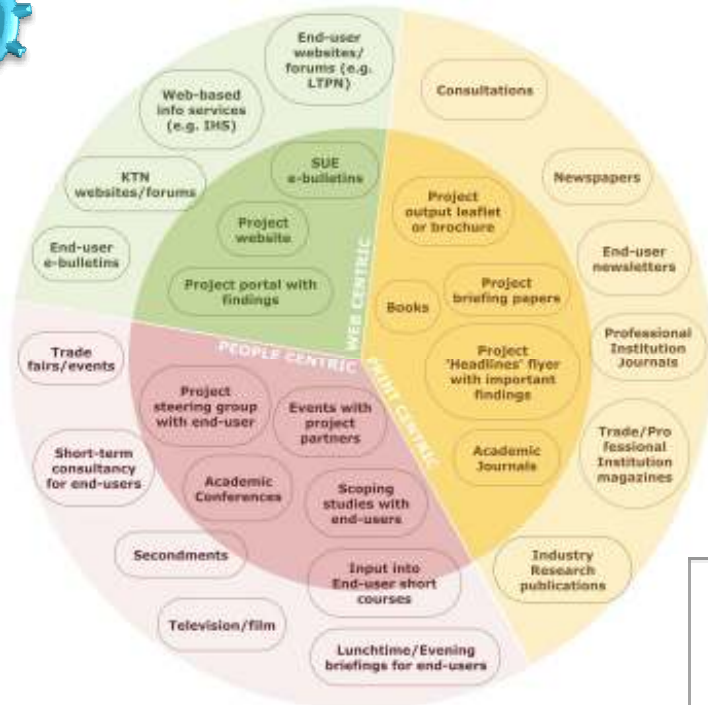 End-user
websites/
forums (e.g.
LTPN)
Web-based
info services
(e.g. IHS)
KTN
websites/forums
End-user
e-bulletins
SUE
e-bulletins
Project
website
Project portal with
findings
WEB CENTRIC
Consultations
Newspapers
End-user
newsletters
Professional
Institution
Journals
Trade/Pro
fessional
Institution
magazines
Industry
Research
publications
Project
output leaflet
or brochure
Project
briefing papers
Books
Project
'Headlines' flyer
with important
findings
Academic
Journals
PRINT CENTRIC
PEOPLE CENTRIC
Trade
fairs/events
Project
steering group
with end-user
Events with
project
partners
Short-term
consultancy
for end-users
Academic
Conferences
Scoping
studies with
end-users
Secondments
Input into
End-user short
courses
Television/film
Lunchtime/Evening
briefings for end-users